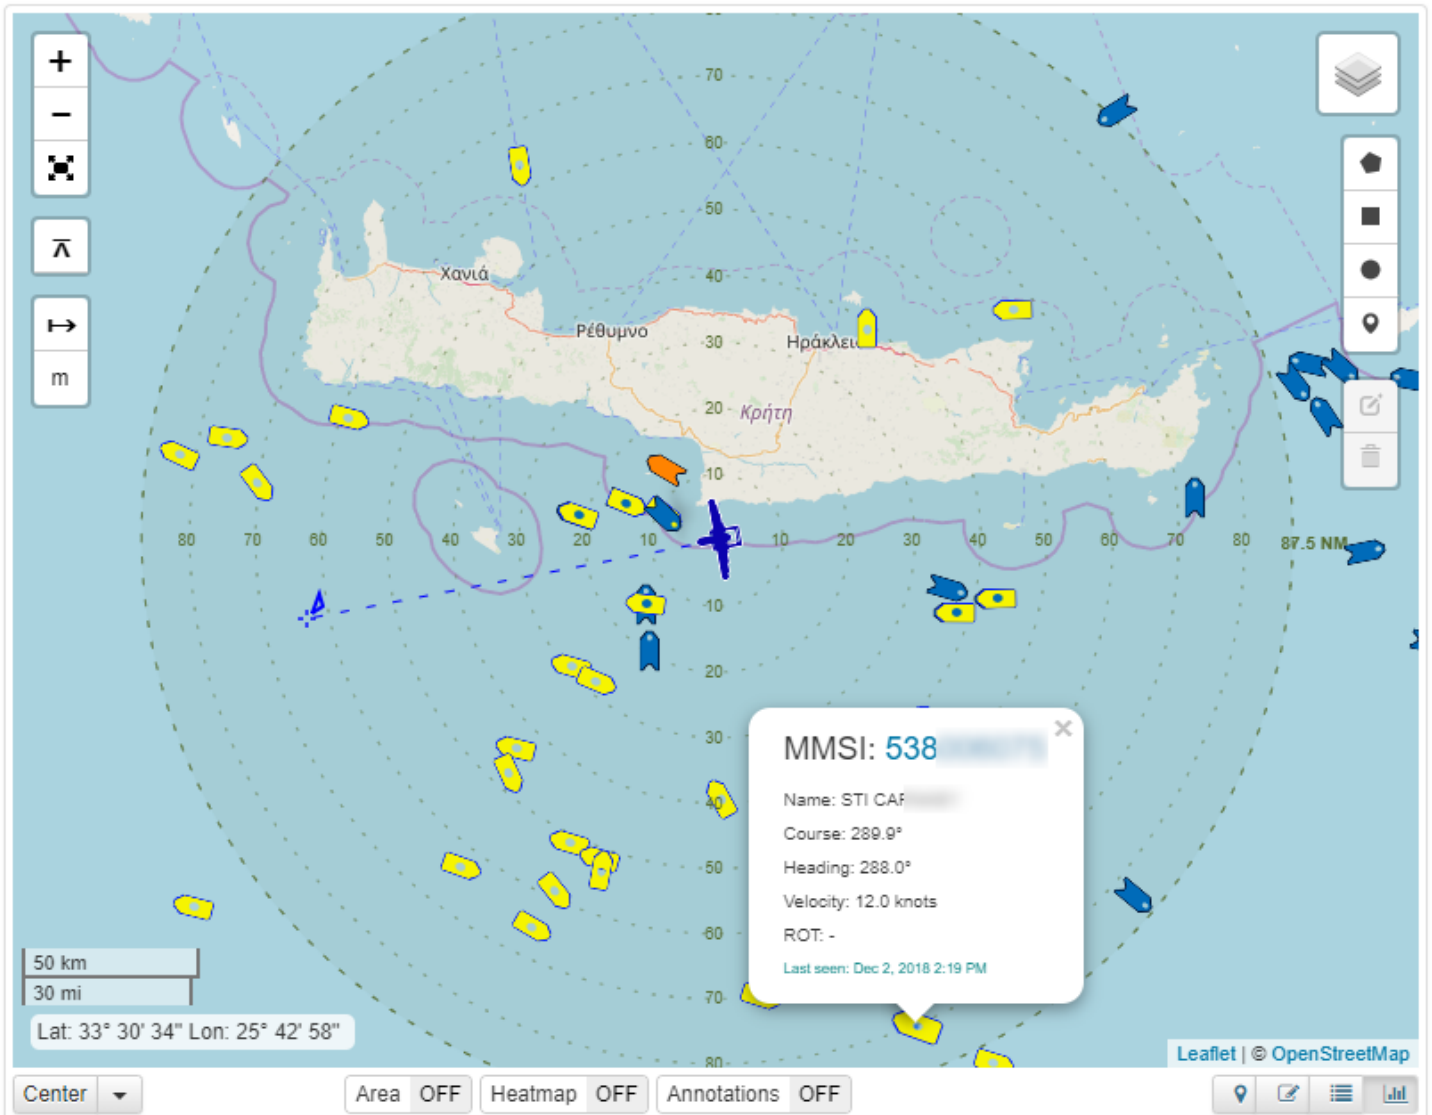 +
−
m
70
60
50
40
30
20
10
Χανιά
Ρέθυμνο
Κρήτη
80 70 60 50 40 30 20 10 10 20 30 40 50 60 70 80 87.5 NM
10
20
30
40
50
60
70
80
MMSI: 538
Name: STI
Course: 289.9°
Heading: 288.0°
Velocity: 12.0 knots
ROT: -
Last seen: Dec 2, 2018 2:19 PM
50 km
30 mi
Lat: 33° 30' 34" Lon: 25° 42' 58"
Leaflet | © OpenStreetMap
Center Area OFF Heatmap OFF Annotations OFF